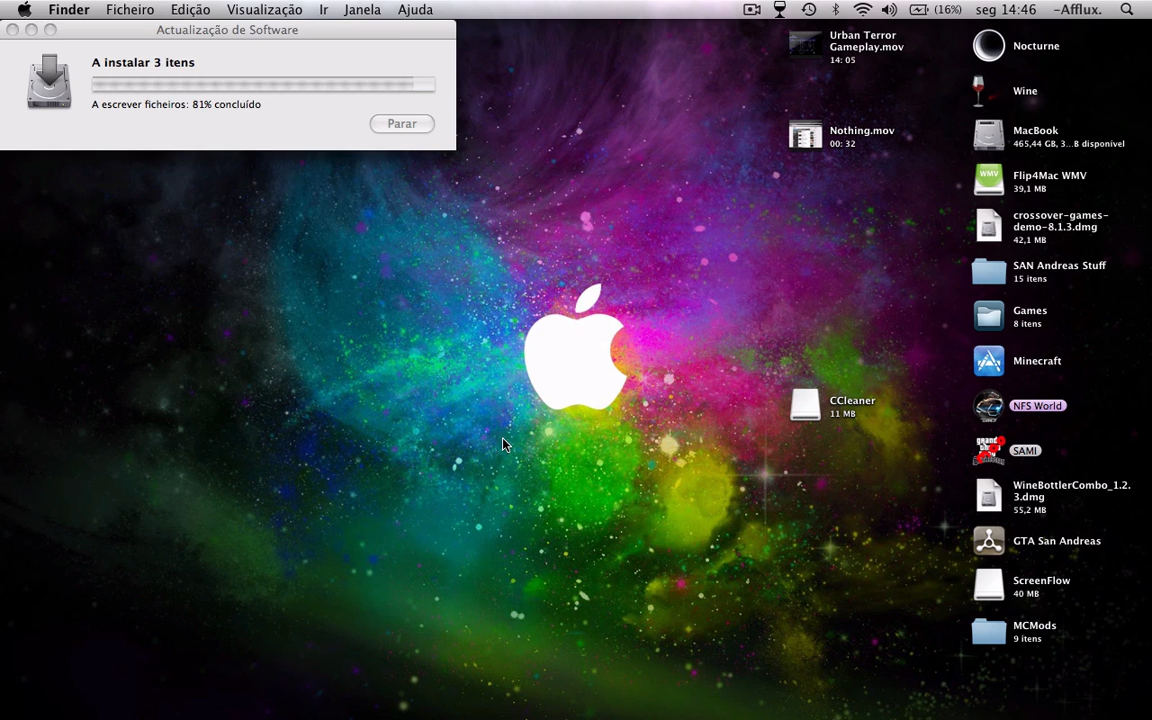 Finder Ficheiro Edição Visualização Ir Janela Ajuda (16%) seg 14:46 -Afflux.
Actualização de Software
A instalar 3 itens
A escrever ficheiros: 81% concluído
Parar
Urban Terror
Gameplay.mov
14: 05
Nothing.mov
00: 32
CCleaner
11 MB
Nocturne
Wine
MacBook
465,44 GB, 3...B disponível
WMV
Flip4Mac WMV
39,1 MB
crossover-games-
demo-8.1.3.dmg
42,1 MB
SAN Andreas Stuff
15 itens
Games
8 itens
Minecraft
NFS World
SAMI
WineBottlerCombo_1.2.
3.dmg
55,2 MB
GTA San Andreas
ScreenFlow
40 MB
MCMods
9 itens